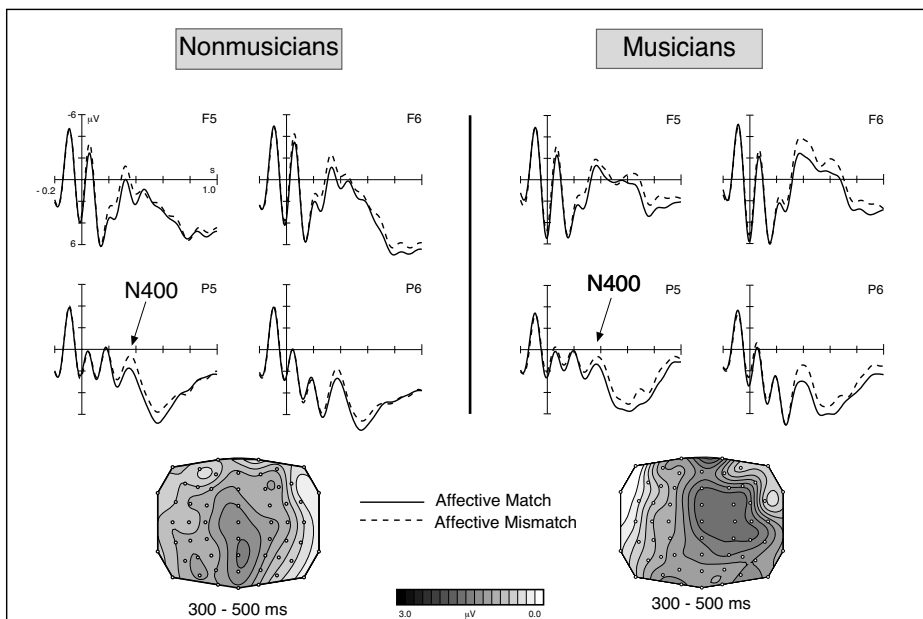 Nonmusicians
Musicians
-6
µV
F5
F6
F5
F6
s
-0.2
1.0
6
N400
P5
P6
N400
P5
P6
Affective Match
Affective Mismatch
300 - 500 ms
3.0
µV
0.0
300 - 500 ms